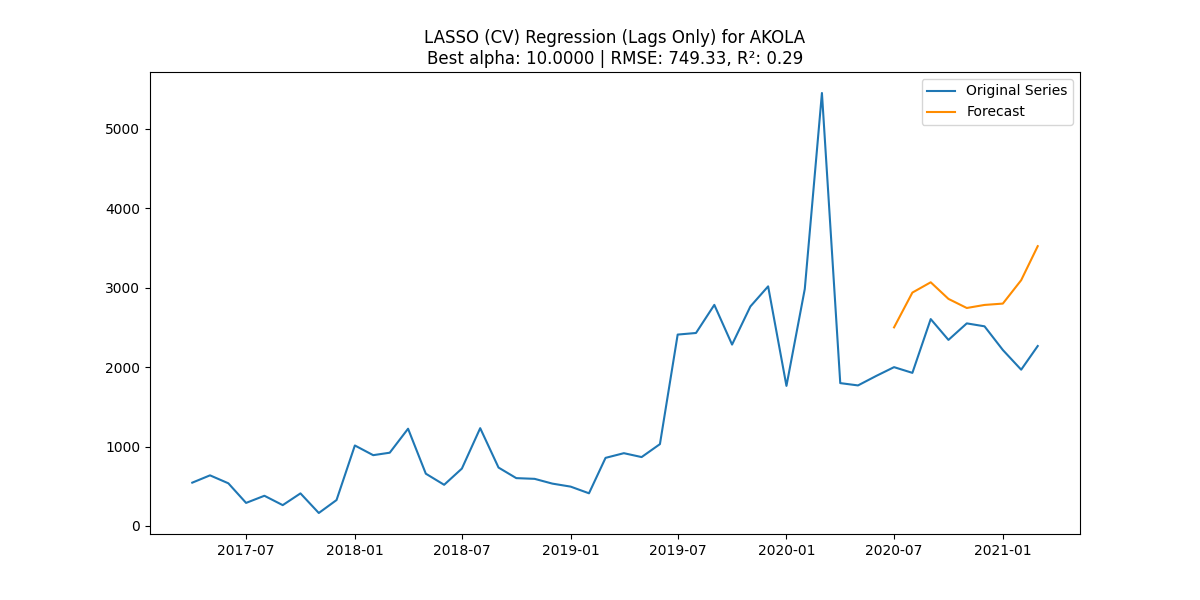 LASSO (CV) Regression (Lags Only) for AKOLA
Best alpha: 10.0000 | RMSE: 749.33, R²: 0.29
Original Series
Forecast
5000
4000
3000
2000
1000
0
2017-07 2018-01 2018-07 2019-01 2019-07 2020-01 2020-07 2021-01